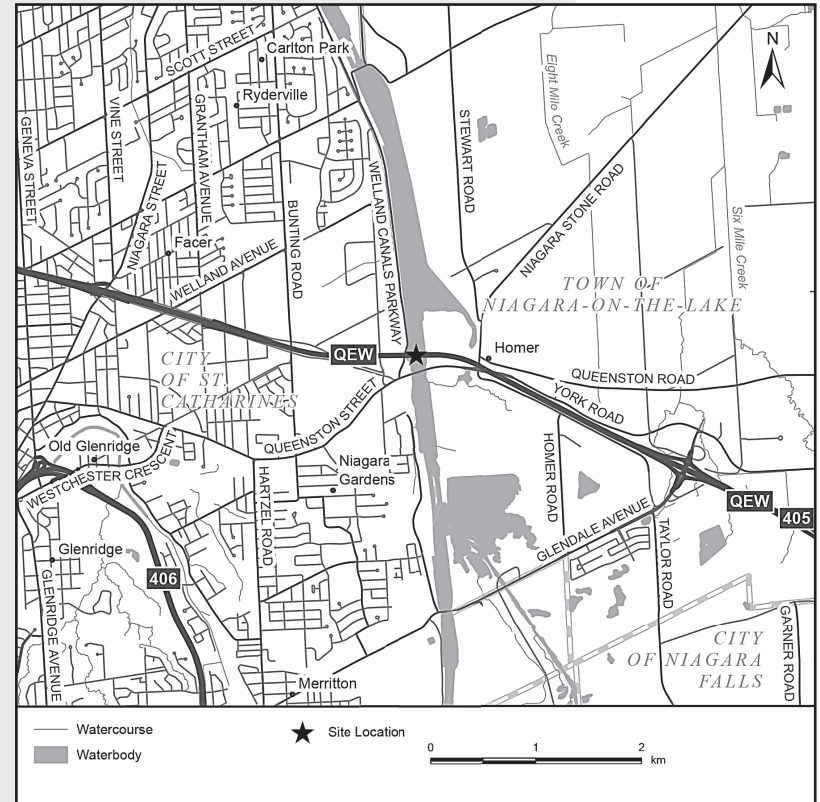 SCOTT STREET
Carlton Park
N
Ryderville
Eight Mile Creek
GENEVA STREET
VINE STREET
GRANTHAM AVENUE
STEWART ROAD
NIAGARA STREET
WELLAND CANALS PARKWAY
NIAGARA STONE ROAD
BUNTING ROAD
Six Mile Creek
Facer
WELLAND AVENUE
TOWN OF
NIAGARA-ON-THE-LAKE
QEW
Homer
CITY
OF ST.
CATHARINES
QUEENSTON ROAD
YORK ROAD
QUEENSTON STREET
Old Glenridge
WESTCHESTER CRESCENT
Niagara
Gardens
HARTZEL ROAD
HOMER ROAD
QEW
405
GLENDALE AVENUE
TAYLOR ROAD
Glenridge
406
GLENRIDGE AVENUE
GARNER ROAD
CITY
OF NIAGARA
FALLS
Merritton
Watercourse
Waterbody
Site Location
0 1 2
km